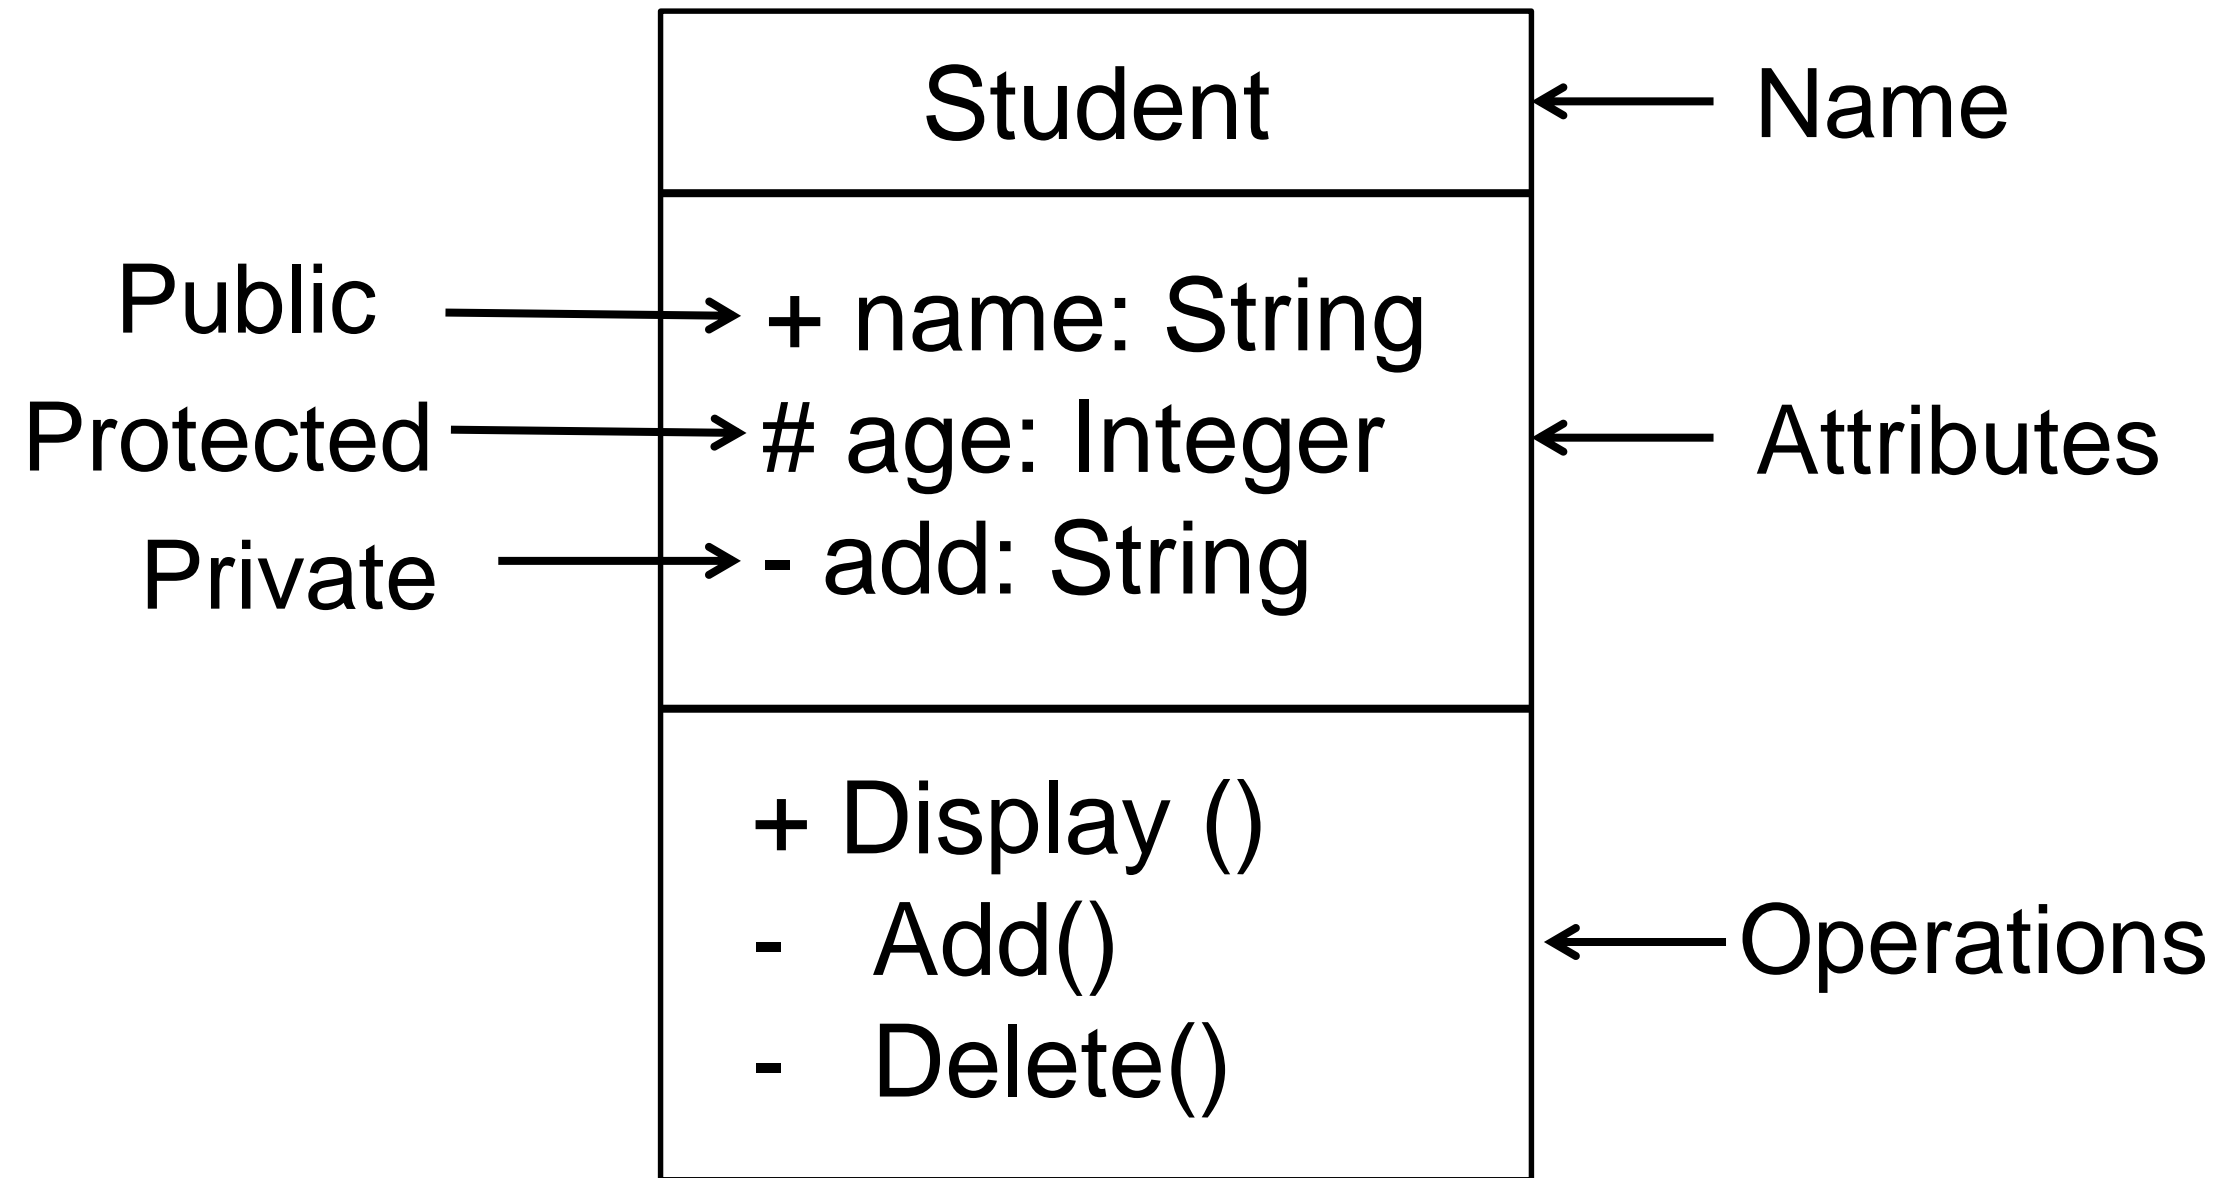 Student
Name
Public
+ name: String
Protected
# age: Integer
Attributes
Private
- add: String
+ Display ()
- Add()
Operations
- Delete()